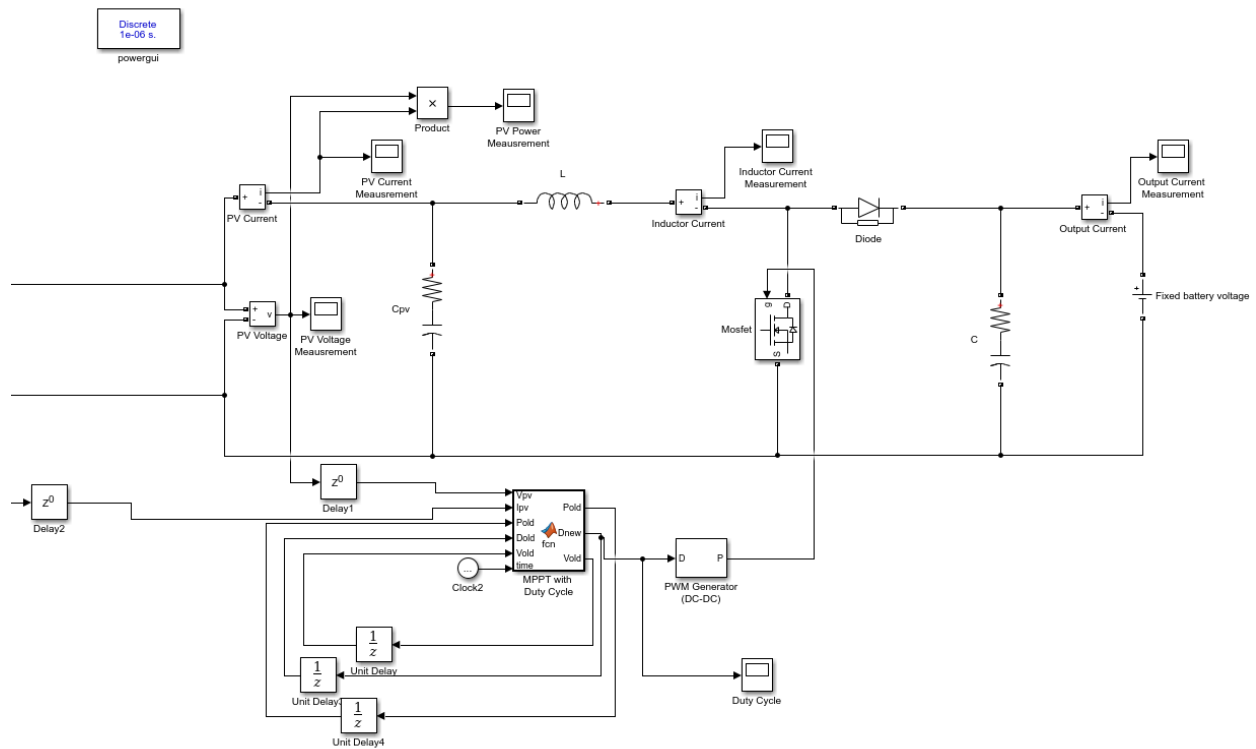 Discrete
1e-06 s.
powergui
×
Product
PV Power
Meausrement
PV Current
Meausrement
i
+
-
PV Current
L
Inductor Current
Measurement
i
+
-
Inductor Current
Diode
Output Current
Measurement
i
+
-
Output Current
+
Fixed battery voltage
+
v
-
PV Voltage
PV Voltage
Meausrement
Cpv
g
D
S
Mosfet
C
z0
Delay1
z0
Delay2
Vpv
Ipv
Pold
Dold
Vold
time
fcn
Pold
Dnew
Vold
MPPT with
Duty Cycle
...
Clock2
D
P
PWM Generator
(DC-DC)
1
z
Unit Delay
1
z
Unit Delay3
1
z
Unit Delay4
Duty Cycle